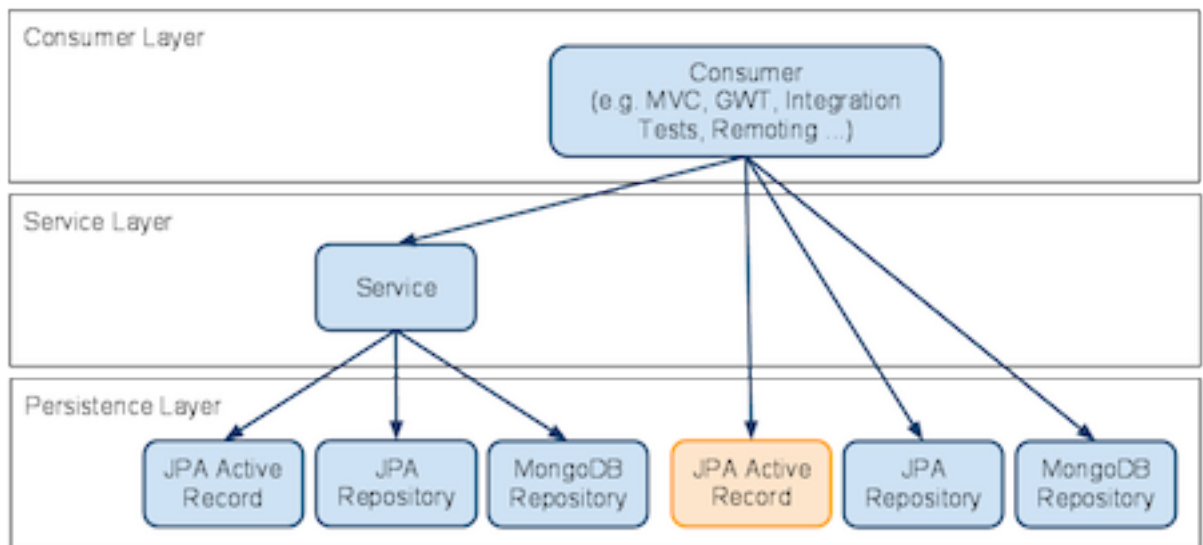 Consumer Layer
Consumer
(e.g. MVC, GWT, Integration
Tests, Remoting ...)
Service Layer
Service
Persistence Layer
JPA Active
Record
JPA
Repository
MongoDB
Repository
JPA Active
Record
JPA
Repository
MongoDB
Repository